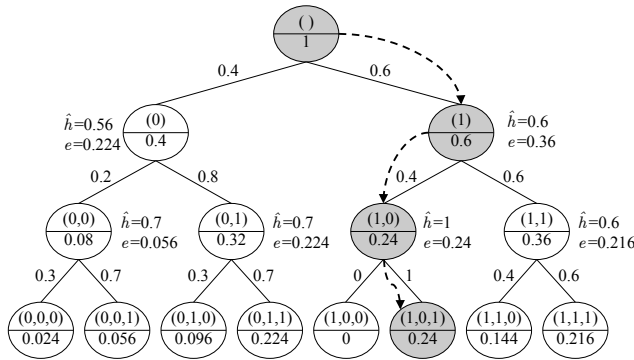 ( )
1
0.4 0.6
ĥ=0.56 (0) (1) ĥ=0.6
e=0.224 0.4 0.6 e=0.36
0.2 0.8 0.4 0.6
(0,0) ĥ=0.7 (0,1) ĥ=0.7 (1,0) ĥ=1 (1,1) ĥ=0.6
0.08 e=0.056 0.32 e=0.224 0.24 e=0.24 0.36 e=0.216
0.3 0.7 0.3 0.7 0 1 0.4 0.6
(0,0,0) (0,0,1) (0,1,0) (0,1,1) (1,0,0) (1,0,1) (1,1,0) (1,1,1)
0.024 0.056 0.096 0.224 0 0.24 0.144 0.216